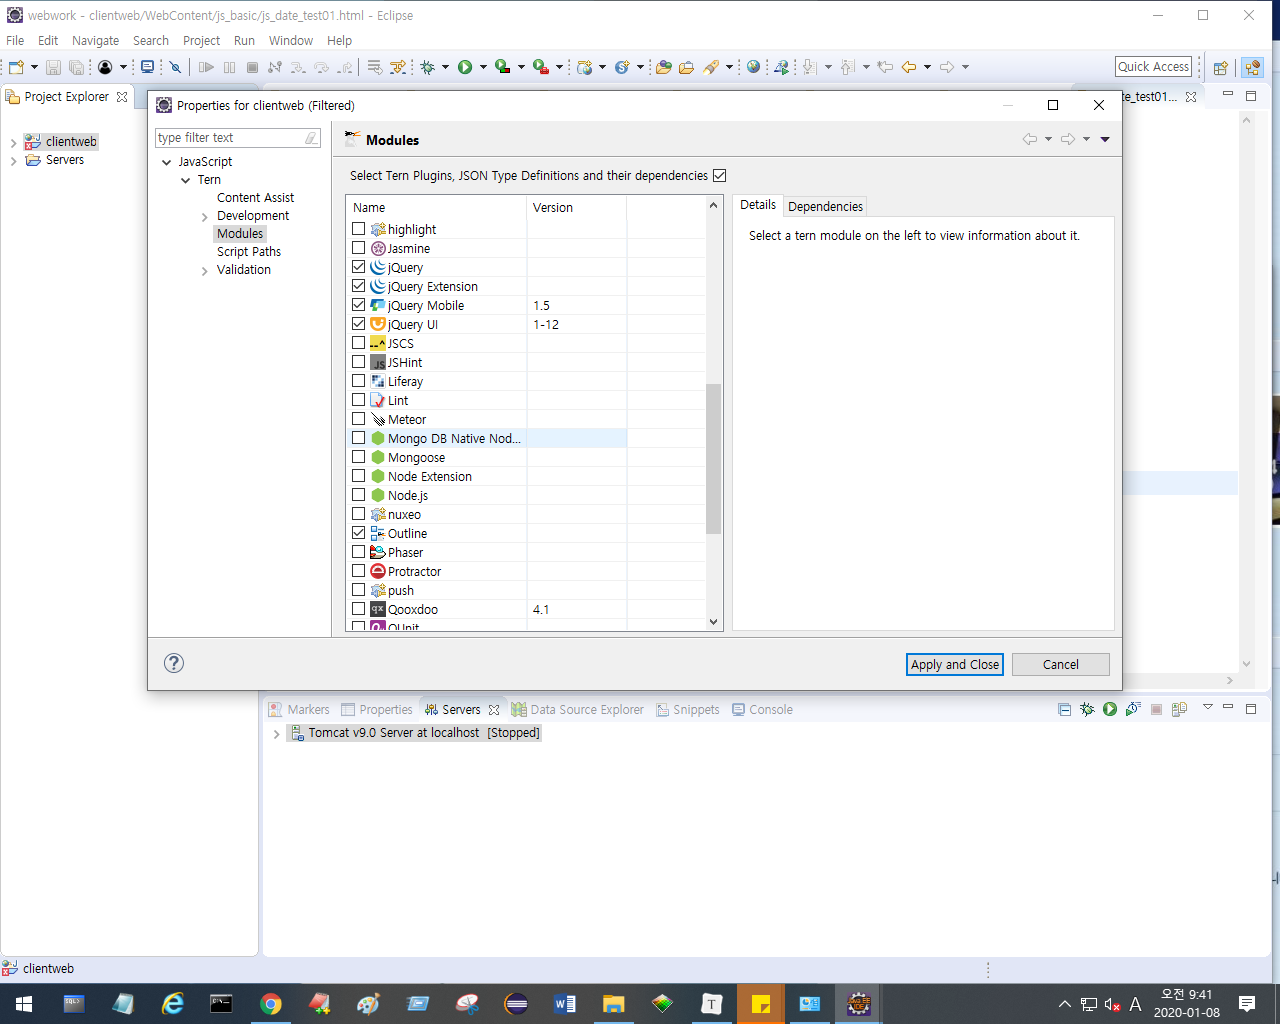 webwork - clientweb/WebContent/js_basic/js_date_test01.html - Eclipse
File Edit Navigate Search Project Run Window Help
Quick Access
Project Explorer
te_test01...
clientweb
Servers
Properties for clientweb (Filtered)
type filter text
JavaScript
Tern
Content Assist
Development
Modules
Script Paths
Validation
Modules
Select Tern Plugins, JSON Type Definitions and their dependencies
Name Version
highlight
Jasmine
jQuery
jQuery Extension
jQuery Mobile 1.5
jQuery UI 1-12
JSCS
JSHint
Liferay
Lint
Meteor
Mongo DB Native Nod...
Mongoose
Node Extension
Node.js
nuxeo
Outline
Phaser
Protractor
push
Qooxdoo 4.1
QUnit
Details Dependencies
Select a tern module on the left to view information about it.
Apply and Close Cancel
Markers Properties Servers Data Source Explorer Snippets Console
Tomcat v9.0 Server at localhost [Stopped]
clientweb
A
오전 9:41
2020-01-08